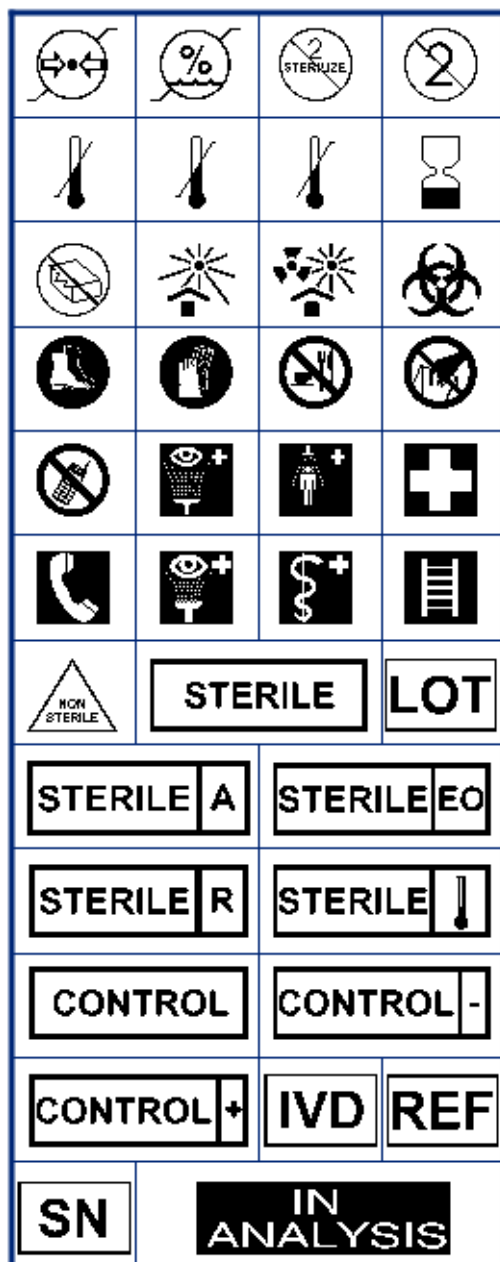 %
2
STERILIZE
2
NON
STERILE
STERILE
LOT
STERILE A
STERILE EO
STERILE R
STERILE
CONTROL
CONTROL -
CONTROL +
IVD
REF
SN
IN
ANALYSIS